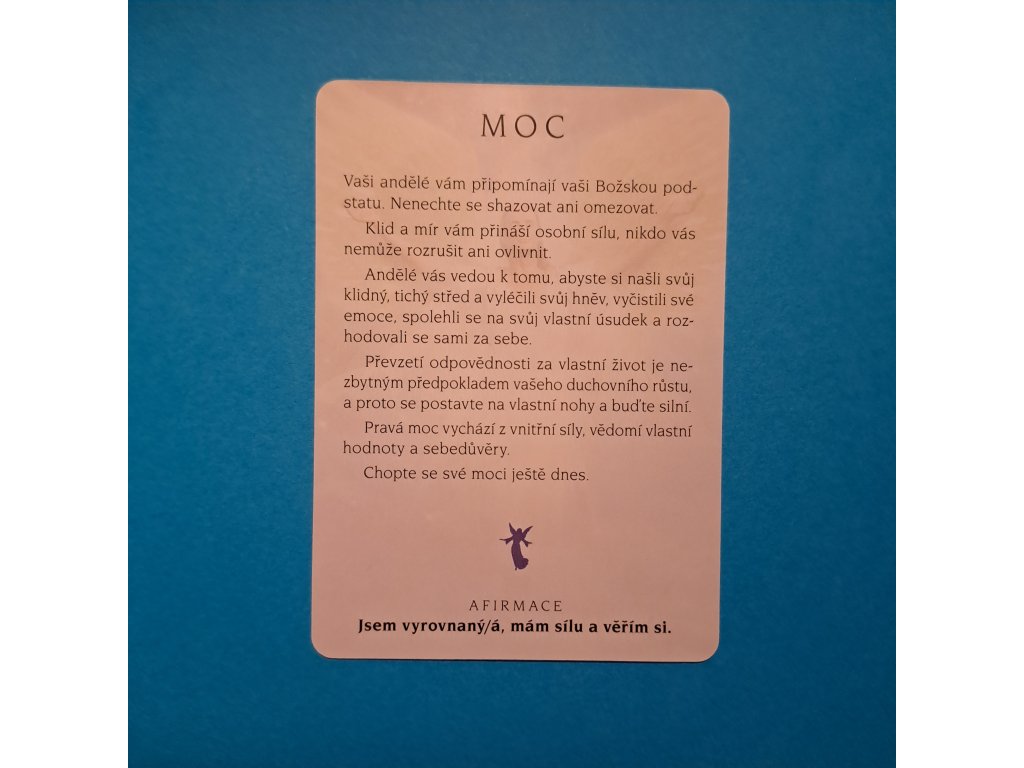 MOC
Vaši andělé vám připomínají vaši Božskou pod-
statu. Nenechte se shazovat ani omezovat.
Klid a mír vám přináší osobní sílu, nikdo vás
nemůže rozrušit ani ovlivnit.
Andělé vás vedou k tomu, abyste si našli svůj
klidný, tichý střed a vyléčili svůj hněv, vyčistili své
emoce, spolehli se na svůj vlastní úsudek a roz-
hodovali se sami za sebe.
Převzetí odpovědnosti za vlastní život je ne-
zbytným předpokladem vašeho duchovního růstu,
a proto se postavte na vlastní nohy a buďte silní.
Pravá moc vychází z vnitřní síly, vědomí vlastní
hodnoty a sebedůvěry.
Chopte se své moci ještě dnes.
AFIRMACE
Jsem vyrovnaný/á, mám sílu a věřím si.